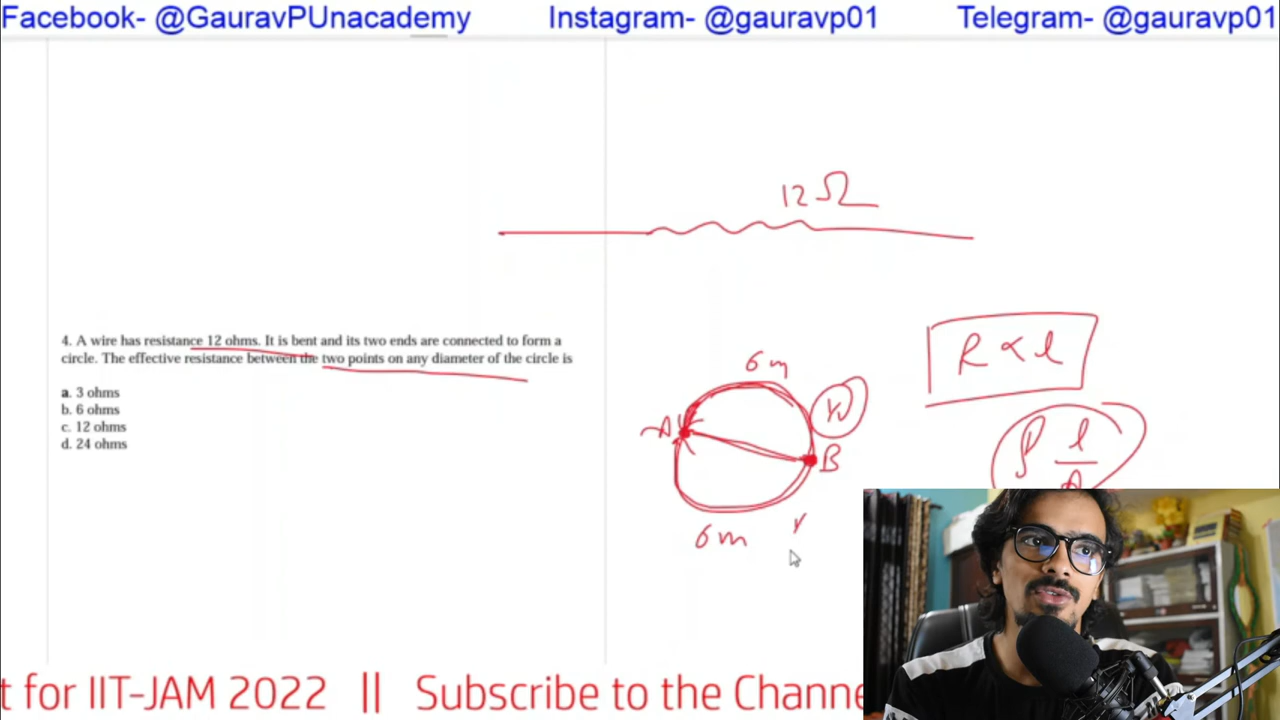 Facebook- @GauravPUnacademy Instagram- @gauravp01 Telegram- @gauravp01
12 Ω
4. A wire has resistance 12 ohms. It is bent and its two ends are connected to form a
circle. The effective resistance between the two points on any diameter of the circle is
a. 3 ohms
b. 6 ohms
c. 12 ohms
d. 24 ohms
R ∝ l
6 m
A
B
ρ l
6 m
r
t for IIT-JAM 2022 || Subscribe to the Channe